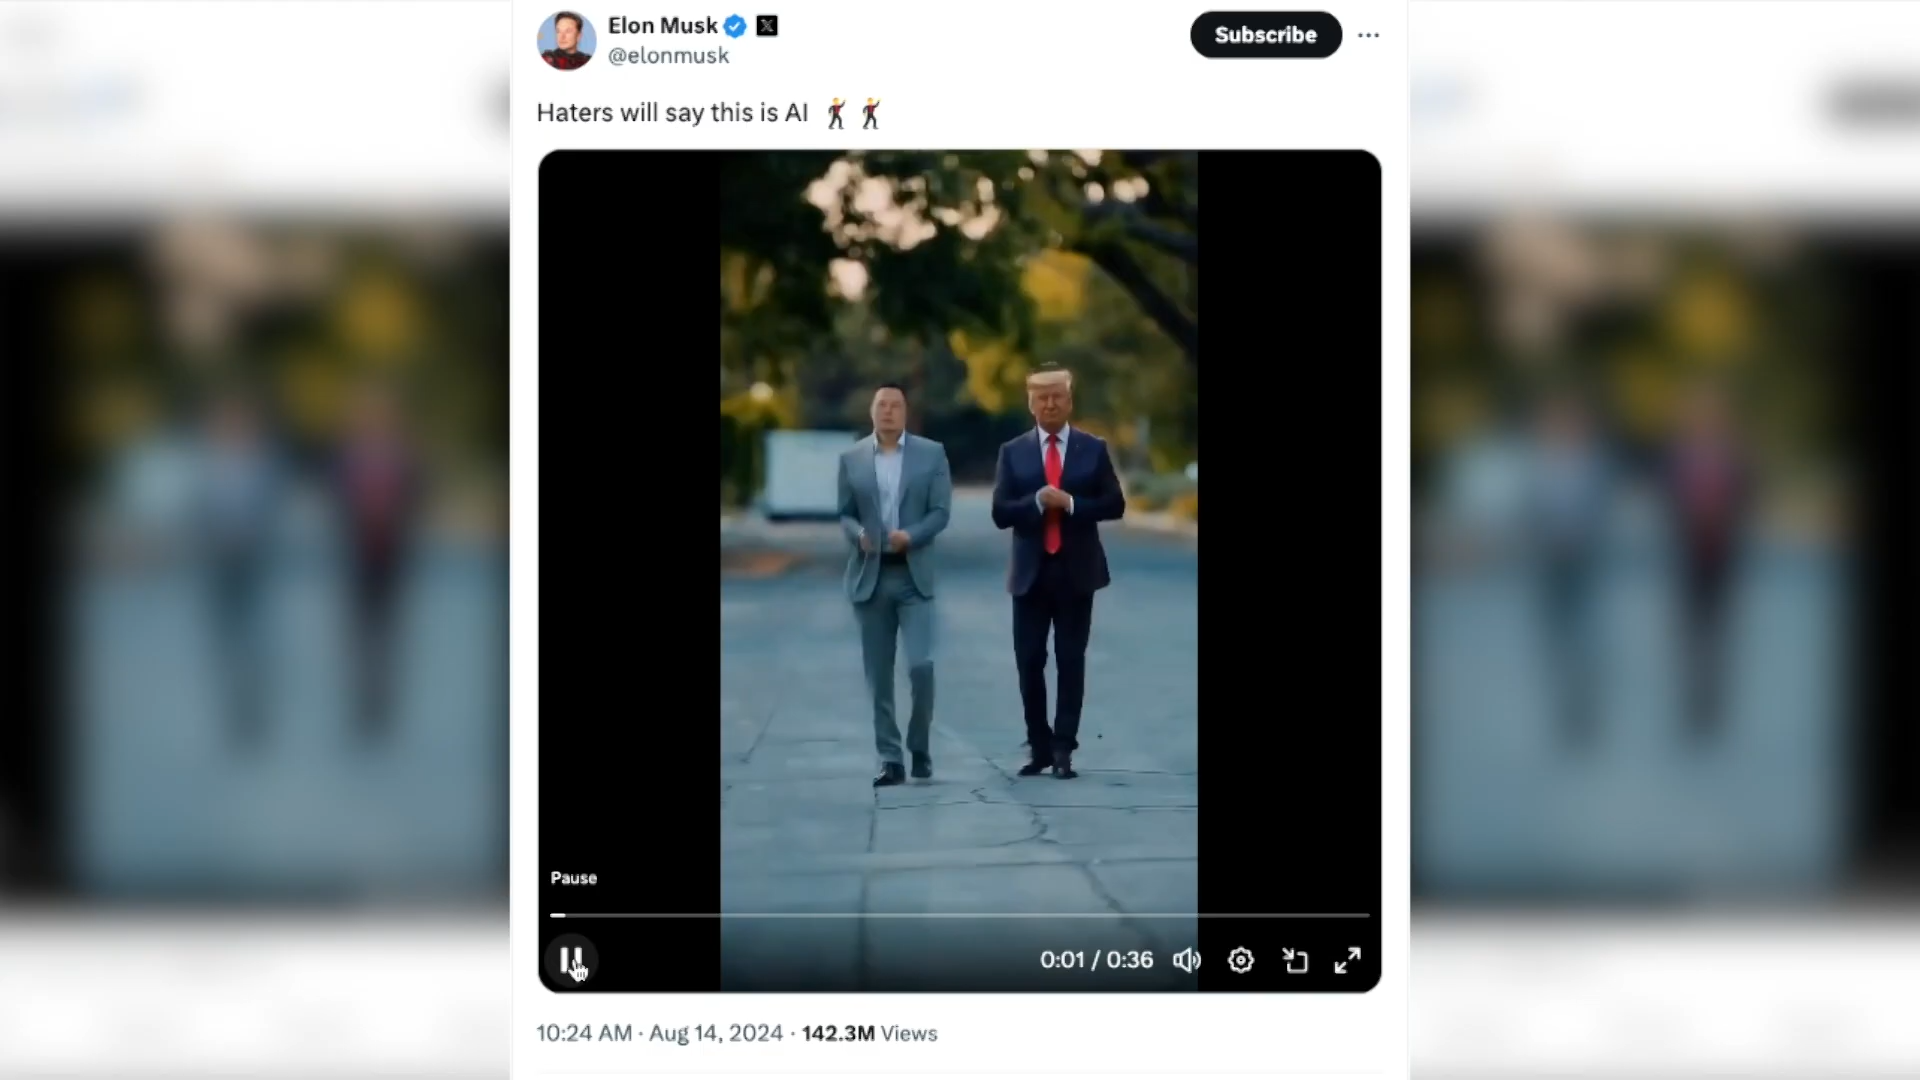 Elon Musk
Subscribe
@elonmusk
Haters will say this is AI 🕺🕺
Pause
0:01 / 0:36
10:24 AM · Aug 14, 2024 · 142.3M Views